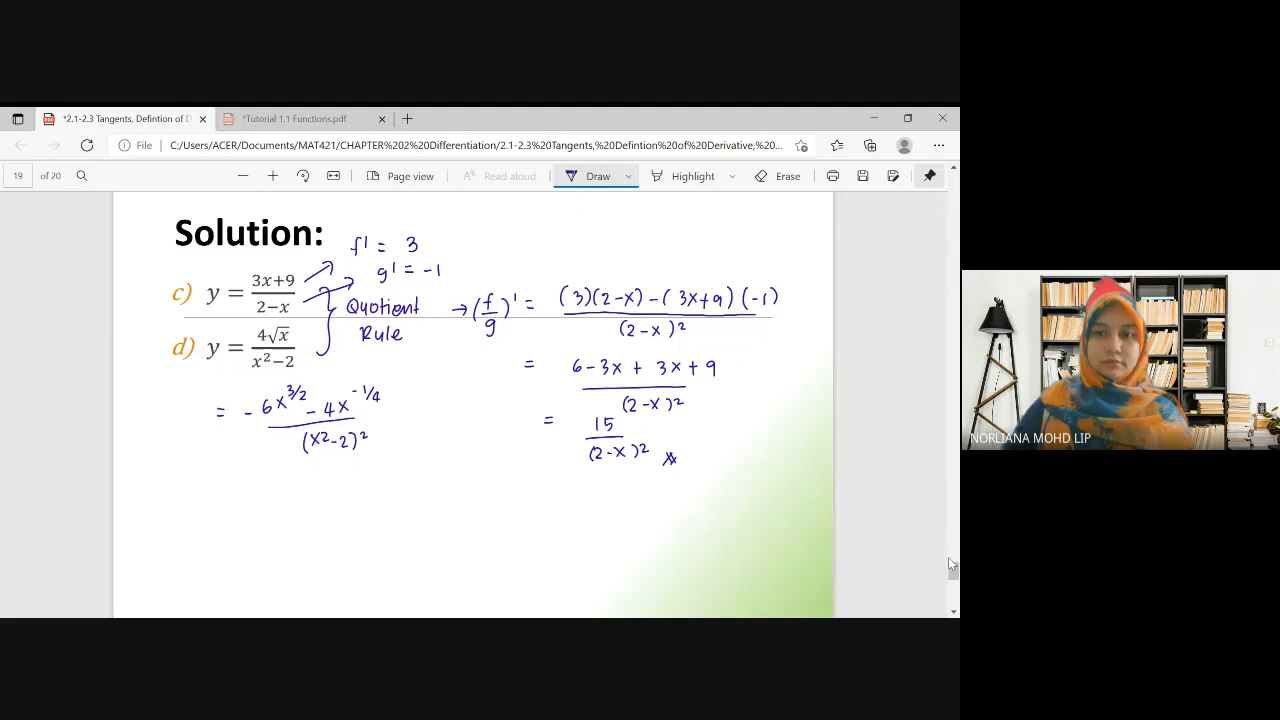 *2.1-2.3 Tangents, Defintion of D
*Tutorial 1.1 Functions.pdf
File
C:/Users/ACER/Documents/MAT421/CHAPTER%202%20Differentiation/2.1-2.3%20Tangents,%20Defintion%20of%20Derivative,%20...
19 of 20
Page view
Read aloud
Draw
Highlight
Erase
Solution:
f' = 3
g' = -1
c) y = (3x+9)/(2-x)
Quotient
Rule
→ (f/g)' = ((3)(2-x) - (3x+9)(-1))/(2-x)²
d) y = 4√x/(x²-2)
= (6-3x + 3x+9)/(2-x)²
= (-6x^3/2 - 4x^-1/4)/(x²-2)²
= 15/(2-x)²
NORLIANA MOHD LIP